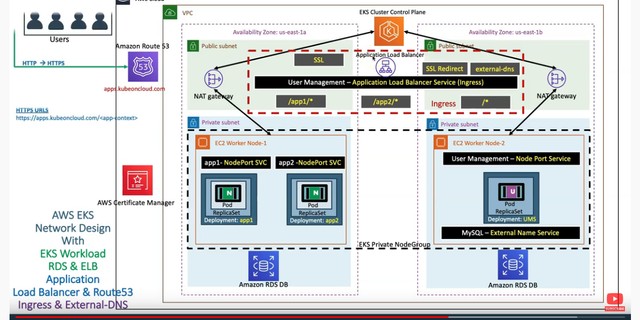 AWS Cloud
VPC
EKS Cluster Control Plane
Users
Availability Zone: us-east-1a
Availability Zone: us-east-1b
Amazon Route 53
Public subnet
Public subnet
Application Load Balancer
HTTP → HTTPS
53
SSL
SSL Redirect
external-dns
apps.kubeoncloud.com
User Management – Application Load Balancer Service (Ingress)
NAT gateway
NAT gateway
/app1/*
/app2/*
Ingress
/*
HTTPS URLS
https://apps.kubeoncloud.com/<app-context>
Private subnet
Private subnet
EC2 Worker Node-1
EC2 Worker Node-2
app1- NodePort SVC
app2 -NodePort SVC
User Management – Node Port Service
N
N
U
Pod
Pod
Pod
ReplicaSet
ReplicaSet
ReplicaSet
Deployment: app1
Deployment: app2
Deployment: UMS
AWS Certificate Manager
MySQL – External Name Service
EKS Private NodeGroup
AWS EKS
Network Design
With
EKS Workload
RDS & ELB
Application
Load Balancer & Route53
Ingress & External-DNS
Amazon RDS DB
Amazon RDS DB